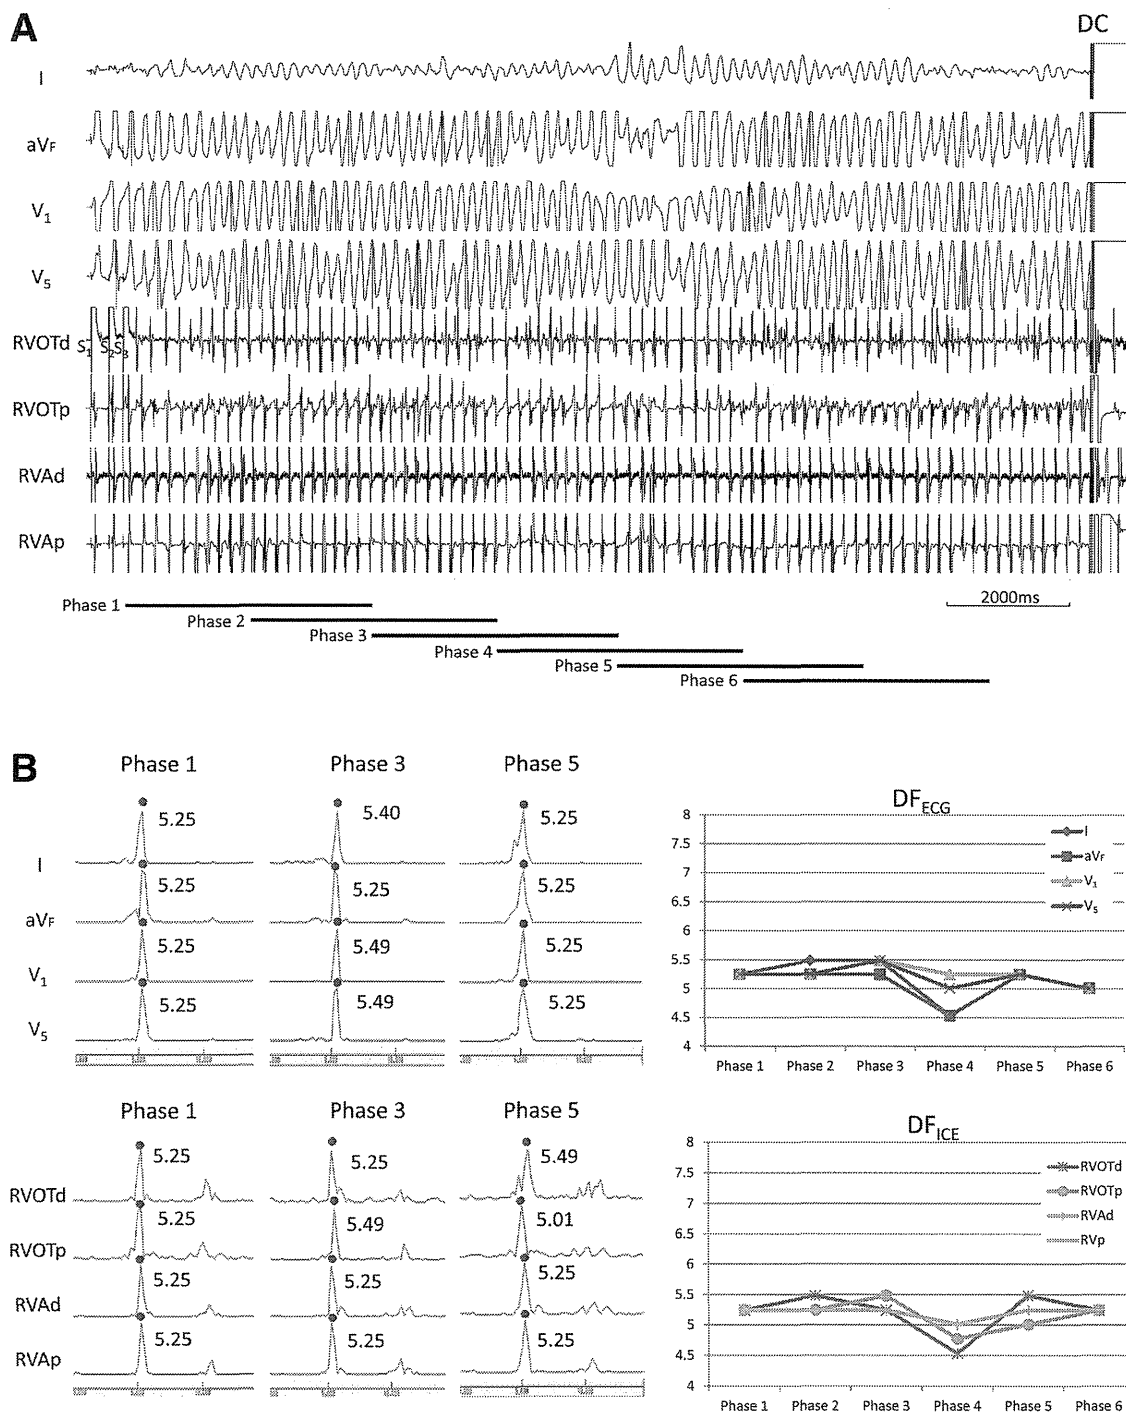 A
DC
I
aVF
V1
V5
RVOTd S1 S2S3
RVOTp
RVAd
RVAp
2000ms
Phase 1
Phase 2
Phase 3
Phase 4
Phase 5
Phase 6
B
Phase 1 Phase 3 Phase 5
I 5.25 5.40 5.25
aVF 5.25 5.25 5.25
V1 5.25 5.49 5.25
V5 5.25 5.49 5.25
DFECG
8
7.5
7
6.5
6
5.5
5
4.5
4
I
aVF
V1
V5
Phase 1 Phase 2 Phase 3 Phase 4 Phase 5 Phase 6
Phase 1 Phase 3 Phase 5
RVOTd 5.25 5.25 5.49
RVOTp 5.25 5.49 5.01
RVAd 5.25 5.25 5.25
RVAp 5.25 5.25 5.25
DFICE
8
7.5
7
6.5
6
5.5
5
4.5
4
RVOTd
RVOTp
RVAd
RVp
Phase 1 Phase 2 Phase 3 Phase 4 Phase 5 Phase 6